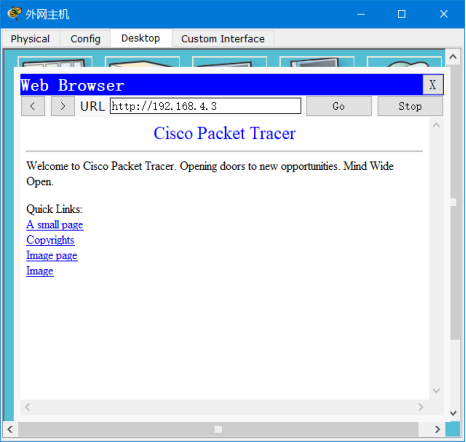 外网主机
Physical Config Desktop Custom Interface
Web Browser X
< > URL http://192.168.4.3 Go Stop
Cisco Packet Tracer
Welcome to Cisco Packet Tracer. Opening doors to new opportunities. Mind Wide
Open.
Quick Links:
A small page
Copyrights
Image page
Image